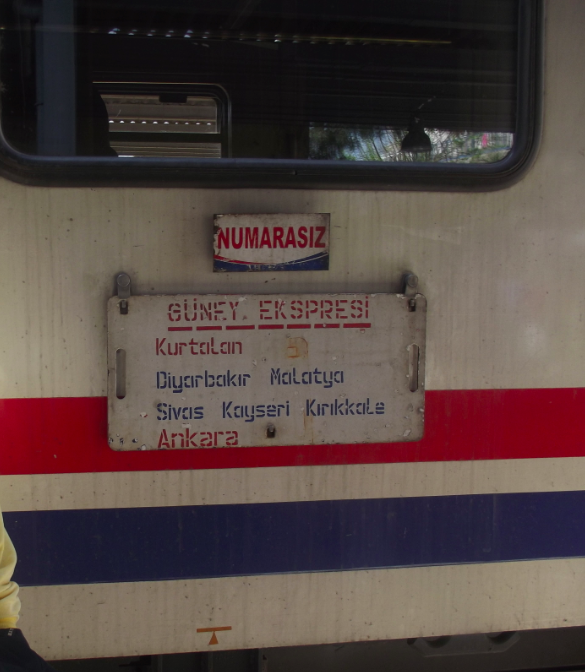 NUMARASIZ
GÜNEY EKSPRESİ
Kurtalan
Diyarbakır Malatya
Sivas Kayseri Kırıkkale
Ankara